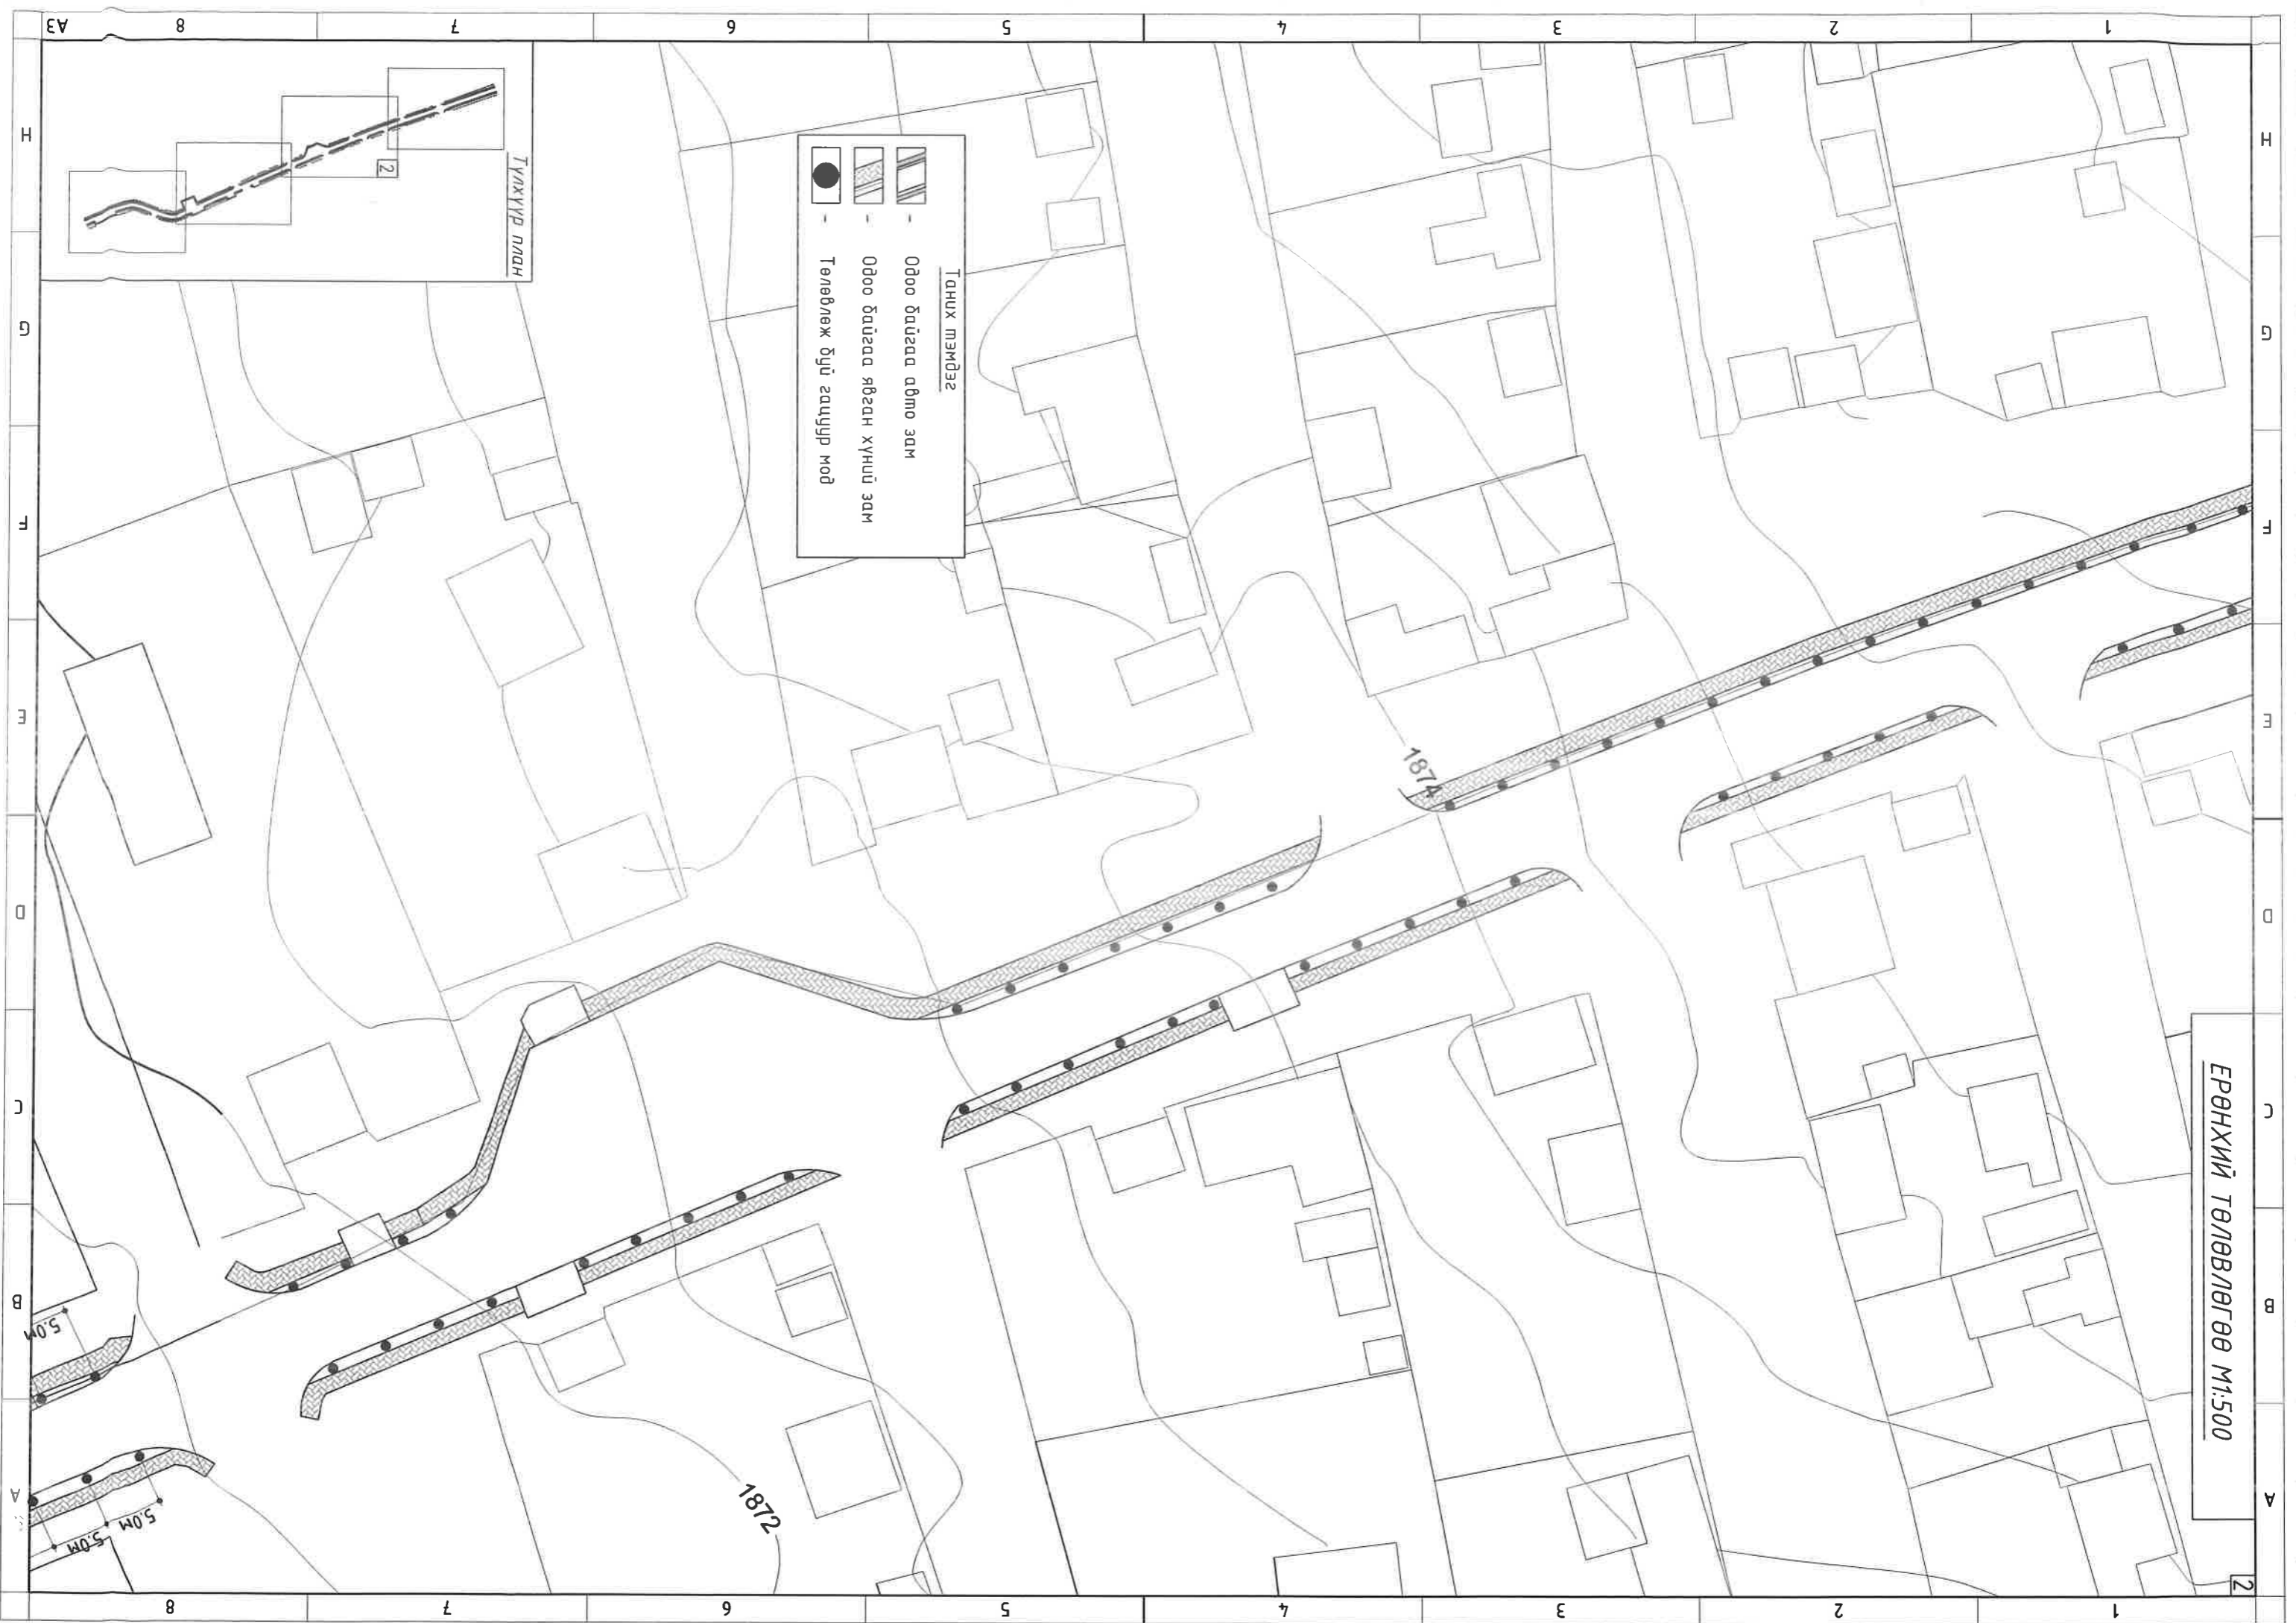 ЕРӨНХИЙ ТӨЛӨВЛӨГӨӨ М1:500
Таних тэмдэг
- Одоо байгаа авто зам
- Одоо байгаа явган хүний зам
- Төлөвлөж буй гацуур мод
Түлхүүр план
2
1874
1872
5.0м
5.0м
5.0м
2
A3
1 2 3 4 5 6 7 8
1 2 3 4 5 6 7 8
A B C D E F G H
A B C D E F G H